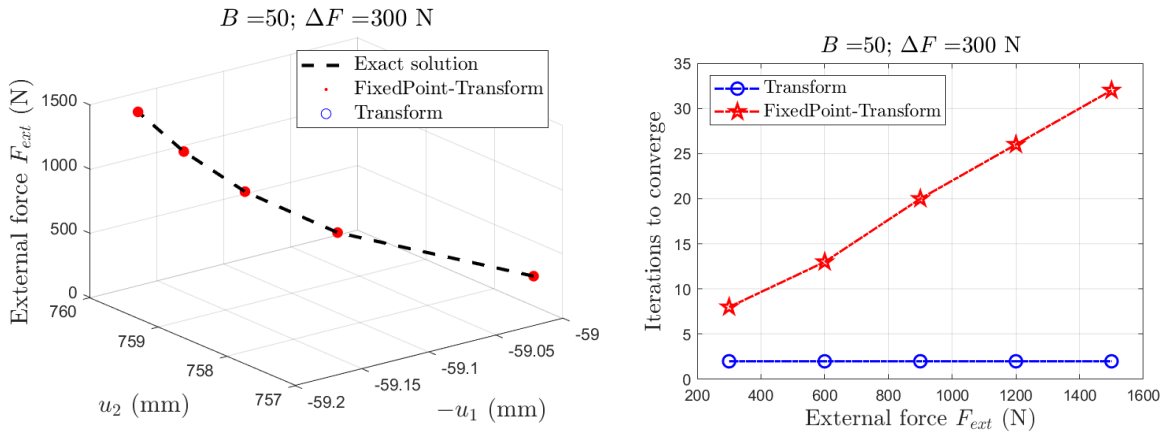 B =50; ΔF =300 N
Exact solution
FixedPoint-Transform
Transform
External force F_ext (N)
1500
1000
500
0
760
759
758
757
u_2 (mm)
-59.2
-59.15
-59.1
-59.05
-59
−u_1 (mm)
B =50; ΔF =300 N
Transform
FixedPoint-Transform
Iterations to converge
35
30
25
20
15
10
5
0
200 400 600 800 1000 1200 1400 1600
External force F_ext (N)